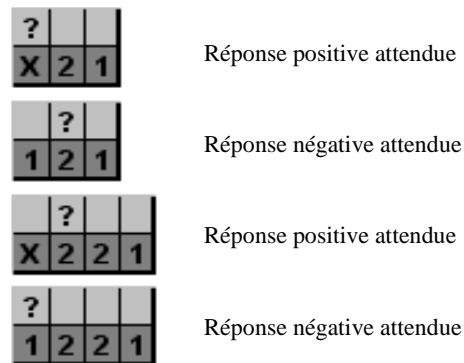 ?
X 2 1
Réponse positive attendue
?
1 2 1
Réponse négative attendue
?
X 2 2 1
Réponse positive attendue
?
1 2 2 1
Réponse négative attendue